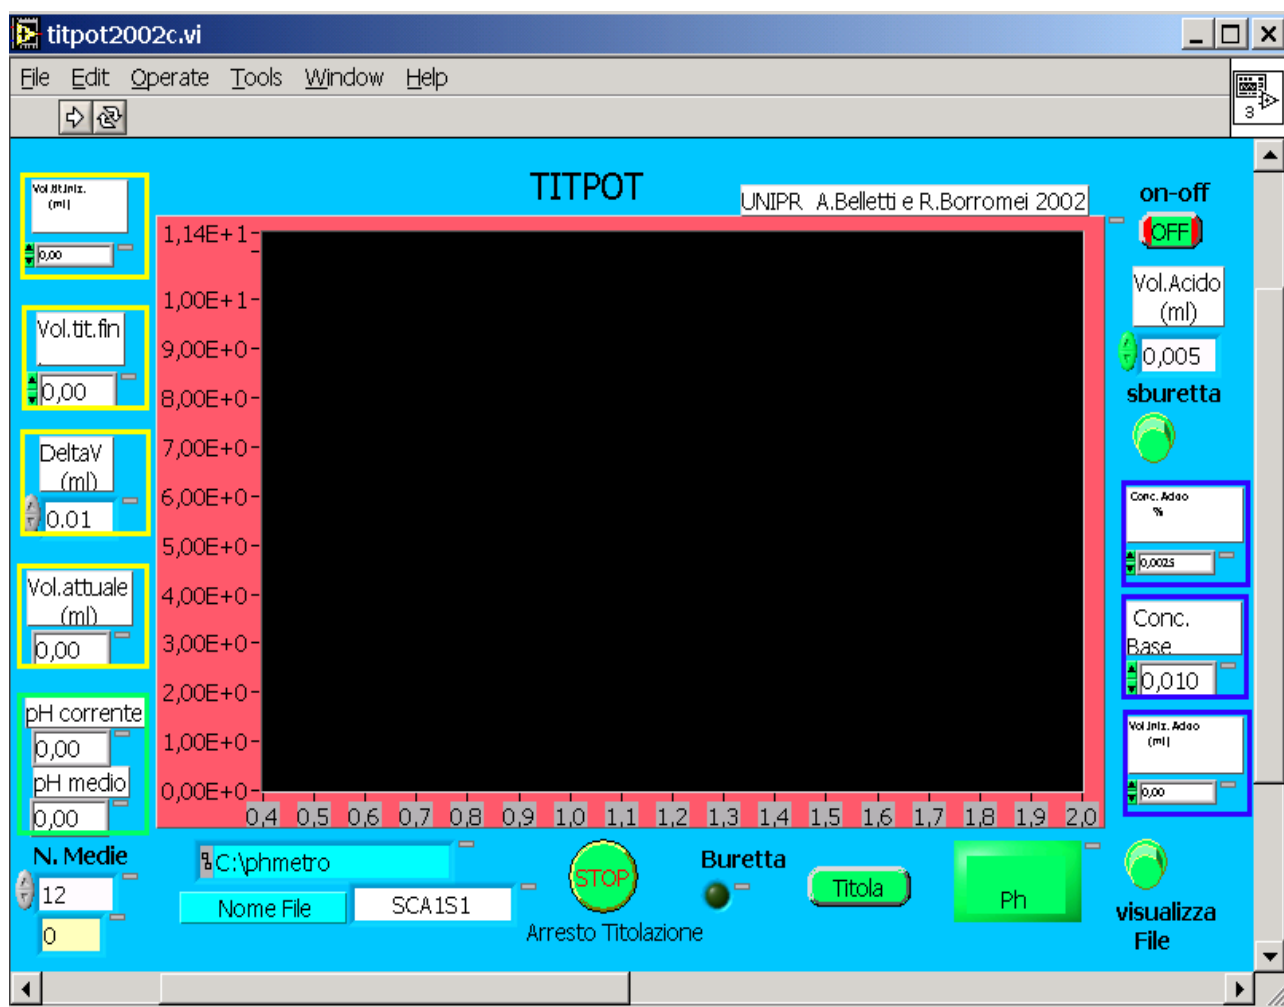 titpot2002c.vi
File Edit Operate Tools Window Help
3
TITPOT
UNIPR A.Belletti e R.Borromei 2002
on-off
OFF
Vol.tit.iniz.
(ml)
0,00
Vol.tit.fin
0,00
DeltaV
(ml)
0.01
Vol.attuale
(ml)
0,00
pH corrente
0,00
pH medio
0,00
N. Medie
12
0
1,14E+1
1,00E+1
9,00E+0
8,00E+0
7,00E+0
6,00E+0
5,00E+0
4,00E+0
3,00E+0
2,00E+0
1,00E+0
0,00E+0
0,4 0,5 0,6 0,7 0,8 0,9 1,0 1,1 1,2 1,3 1,4 1,5 1,6 1,7 1,8 1,9 2,0
Vol.Acido
(ml)
0,005
sburetta
Conc. Acido
%
0,0025
Conc.
Base
0,010
Vol.Iniz. Acido
(ml)
0,00
C:\phmetro
Nome File
SCA1S1
STOP
Arresto Titolazione
Buretta
Titola
Ph
visualizza
File